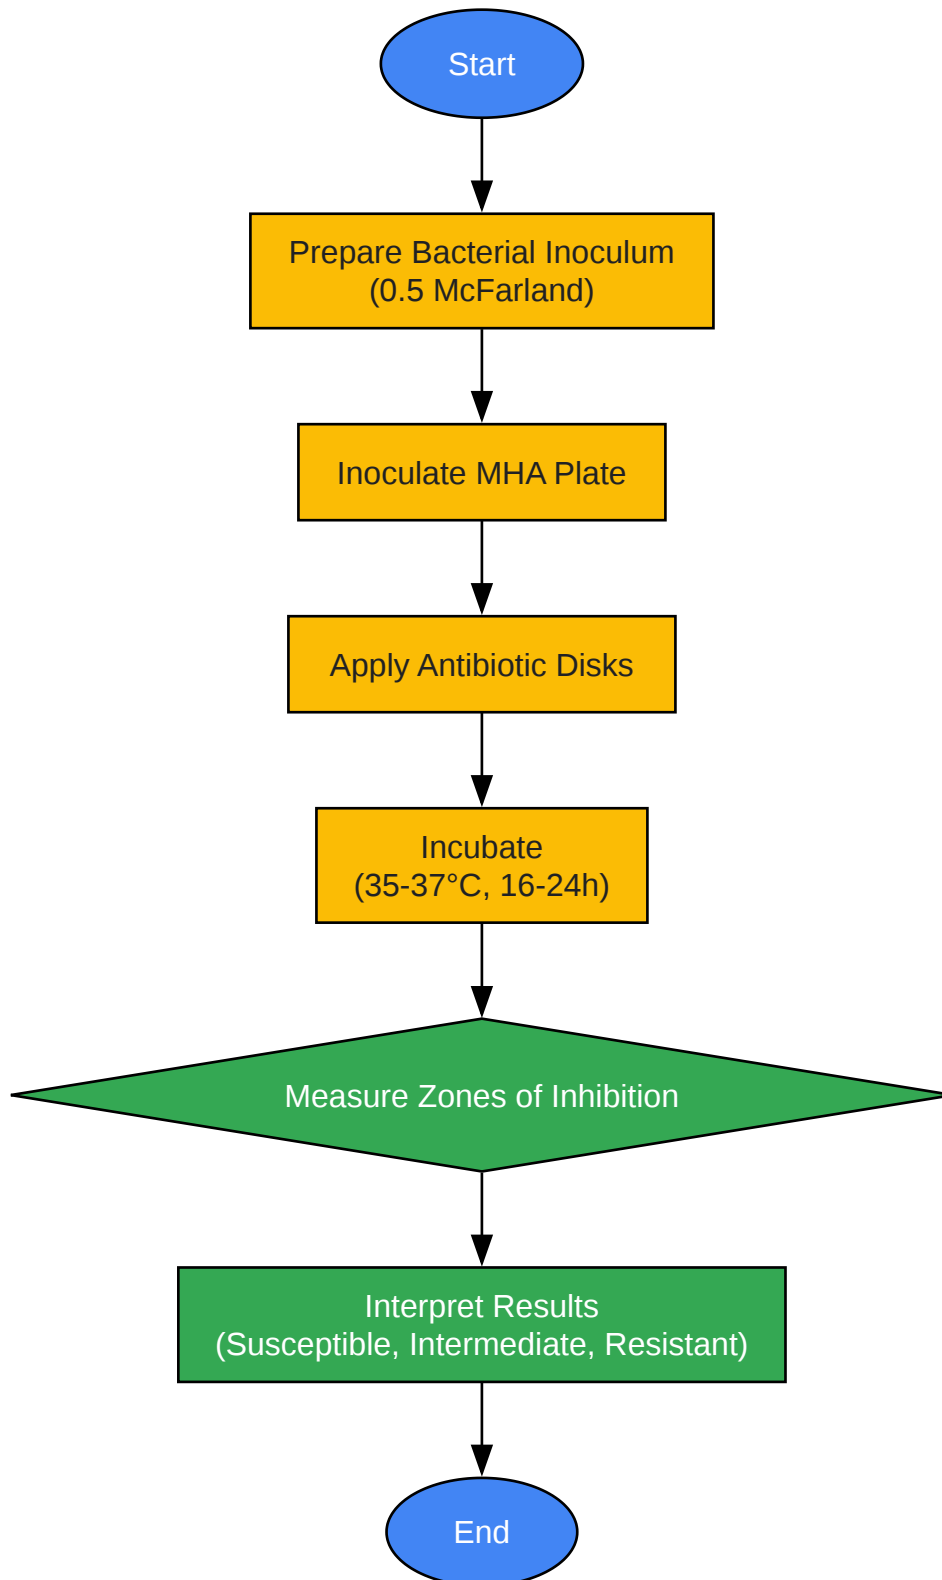 Start
Prepare Bacterial Inoculum
(0.5 McFarland)
Inoculate MHA Plate
Apply Antibiotic Disks
Incubate
(35-37°C, 16-24h)
Measure Zones of Inhibition
Interpret Results
(Susceptible, Intermediate, Resistant)
End